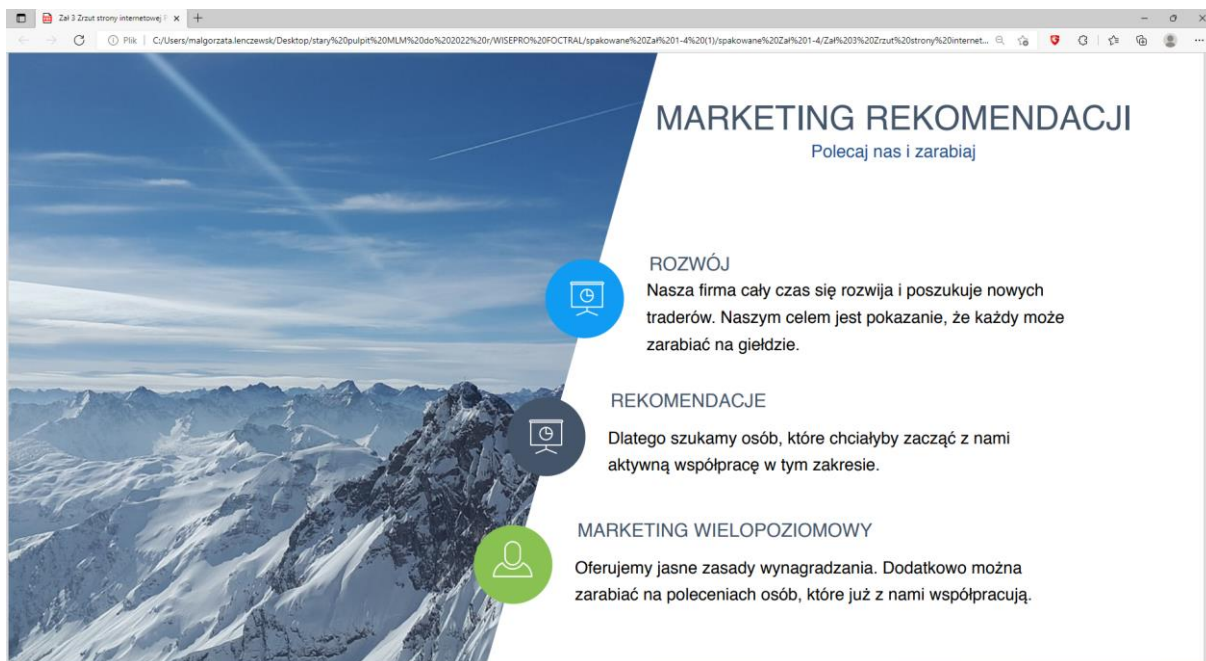 Zał 3 Zrzut strony internetowej
Plik
C:/Users/malgorzata.lenczewsk/Desktop/stary%20pulpit%20MLM%20do%202022%20r/WISEPRO%20FOCTRAL/spakowane%20Zał%201-4%20(1)/spakowane%20Zał%201-4/Zał%203%20Zrzut%20strony%20internet...
MARKETING REKOMENDACJI
Polecaj nas i zarabiaj
ROZWÓJ
Nasza firma cały czas się rozwija i poszukuje nowych
traderów. Naszym celem jest pokazanie, że każdy może
zarabiać na giełdzie.
REKOMENDACJE
Dlatego szukamy osób, które chciałyby zacząć z nami
aktywną współpracę w tym zakresie.
MARKETING WIELOPOZIOMOWY
Oferujemy jasne zasady wynagradzania. Dodatkowo można
zarabiać na poleceniach osób, które już z nami współpracują.